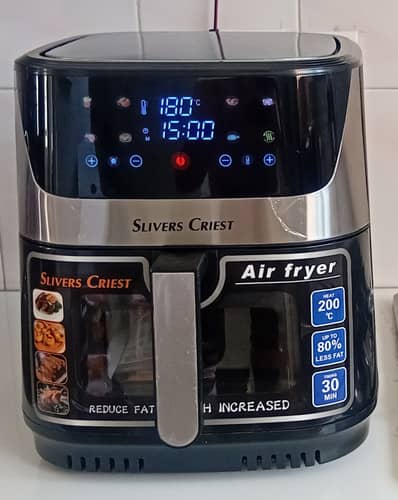 180°C
15:00
M
SLIVERS CRIEST
SLIVERS CRIEST
Air fryer
HEAT
200
°C
UP TO
80%
LESS FAT
TIMING
30
MIN
REDUCE FAT H INCREASED